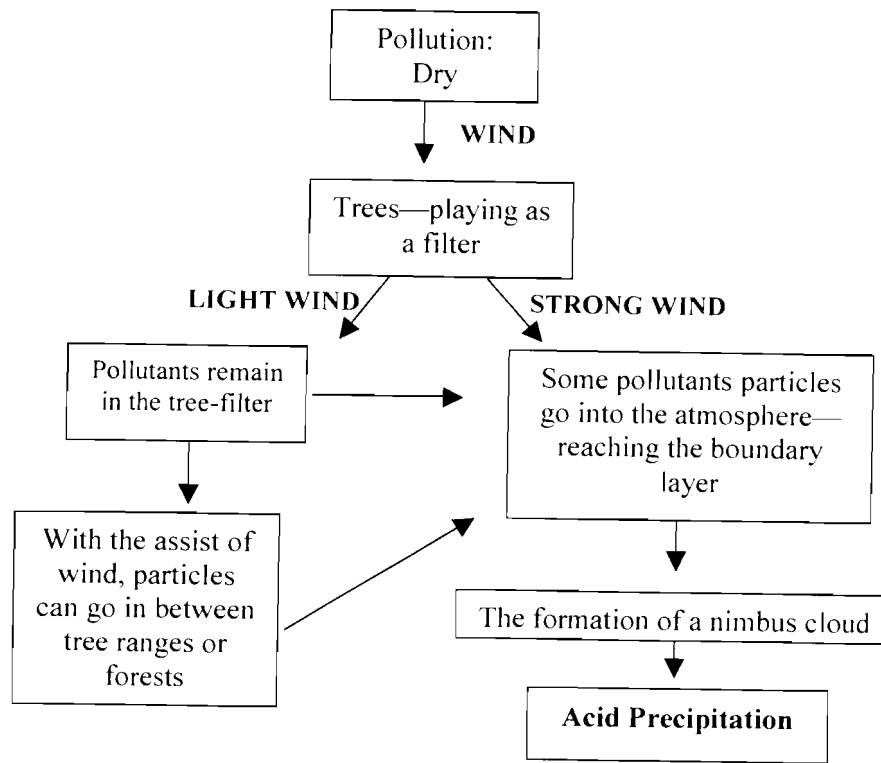 Pollution:
Dry
WIND
Trees—playing as
a filter
LIGHT WIND
STRONG WIND
Pollutants remain
in the tree-filter
Some pollutants particles
go into the atmosphere—
reaching the boundary
layer
With the assist of
wind, particles
can go in between
tree ranges or
forests
The formation of a nimbus cloud
Acid Precipitation